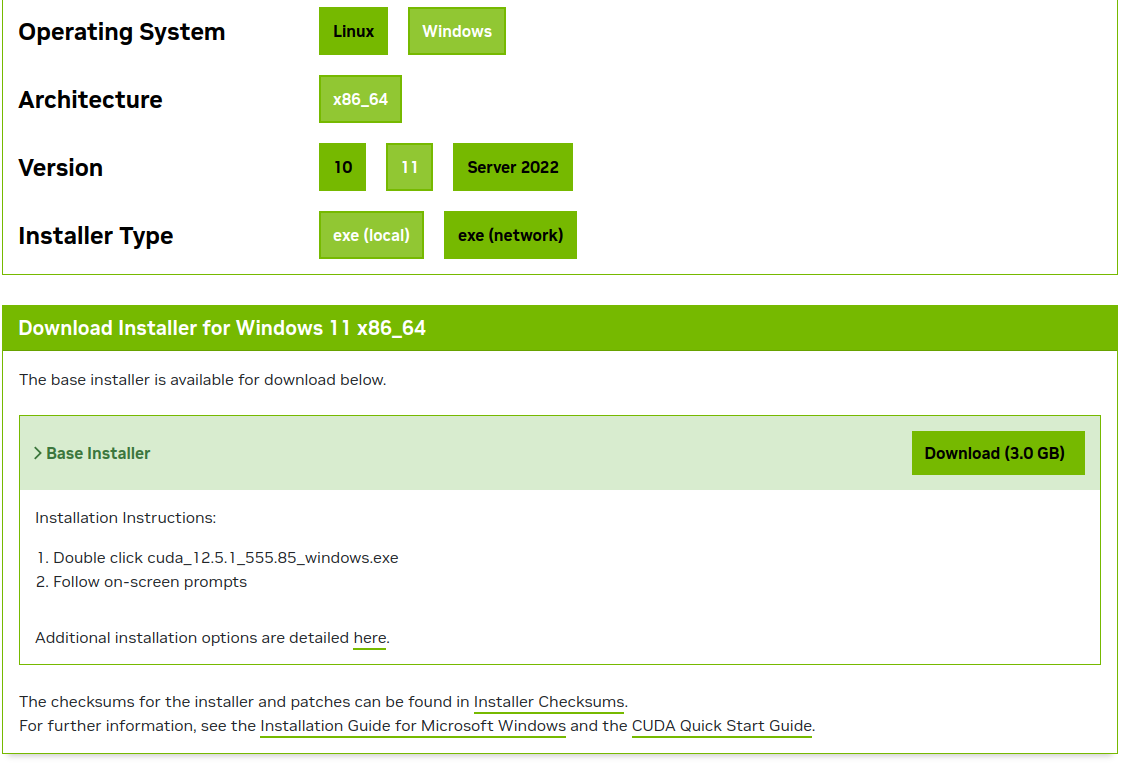 Operating System Linux Windows
Architecture x86_64
Version 10 11 Server 2022
Installer Type exe (local) exe (network)
Download Installer for Windows 11 x86_64
The base installer is available for download below.
Base Installer Download (3.0 GB)
Installation Instructions:
1. Double click cuda_12.5.1_555.85_windows.exe
2. Follow on-screen prompts
Additional installation options are detailed here.
The checksums for the installer and patches can be found in Installer Checksums.
For further information, see the Installation Guide for Microsoft Windows and the CUDA Quick Start Guide.